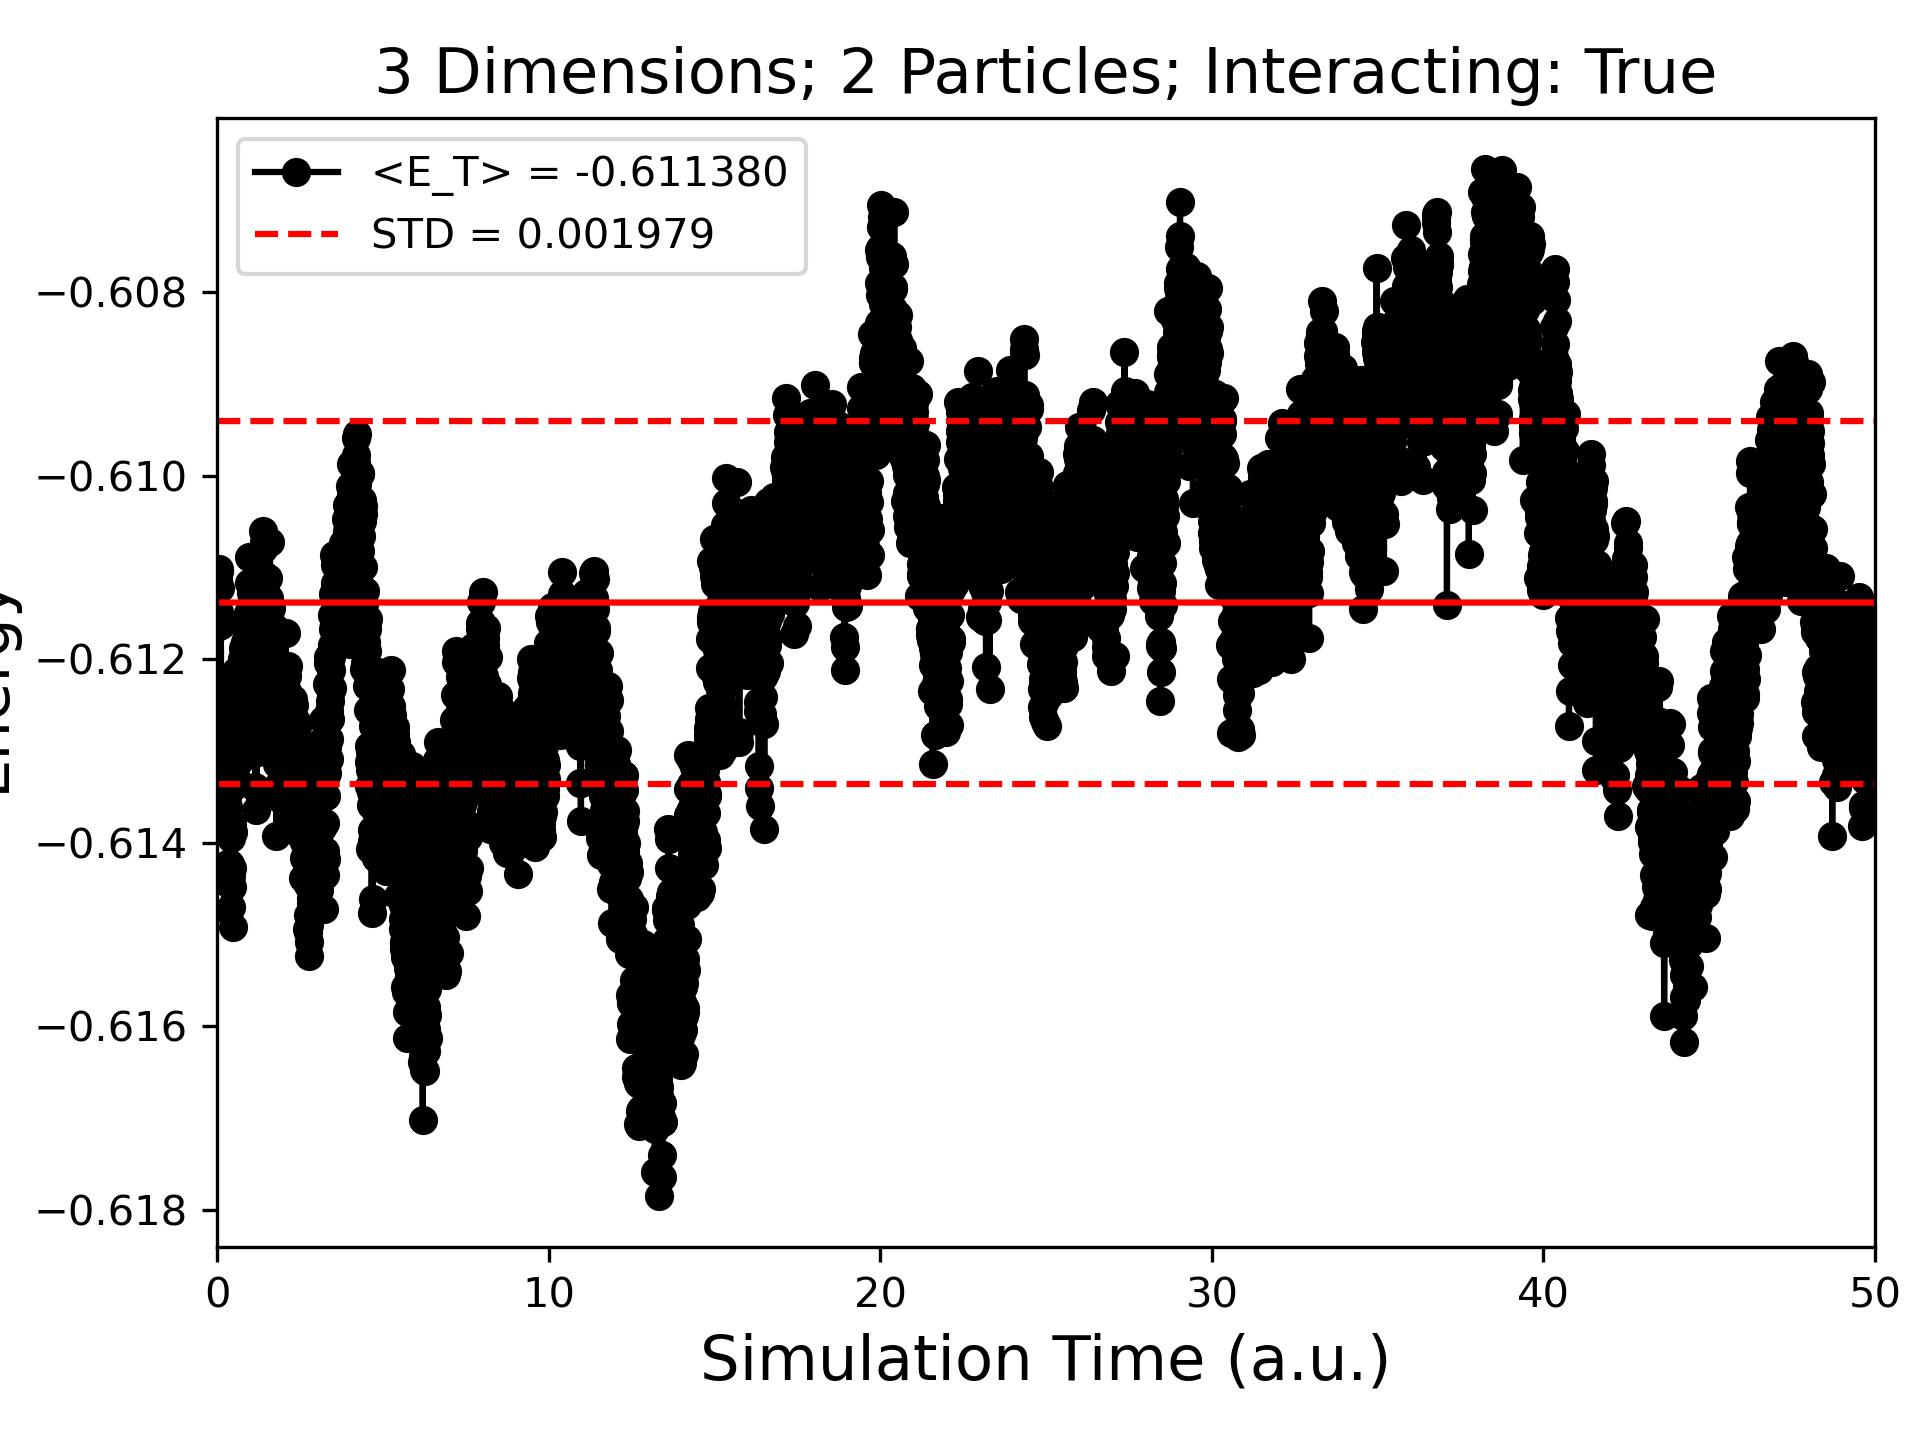 3 Dimensions; 2 Particles; Interacting: True
<E_T> = -0.611380
STD = 0.001979
−0.608
−0.610
−0.612
−0.614
−0.616
−0.618
Energy
0 10 20 30 40 50
Simulation Time (a.u.)